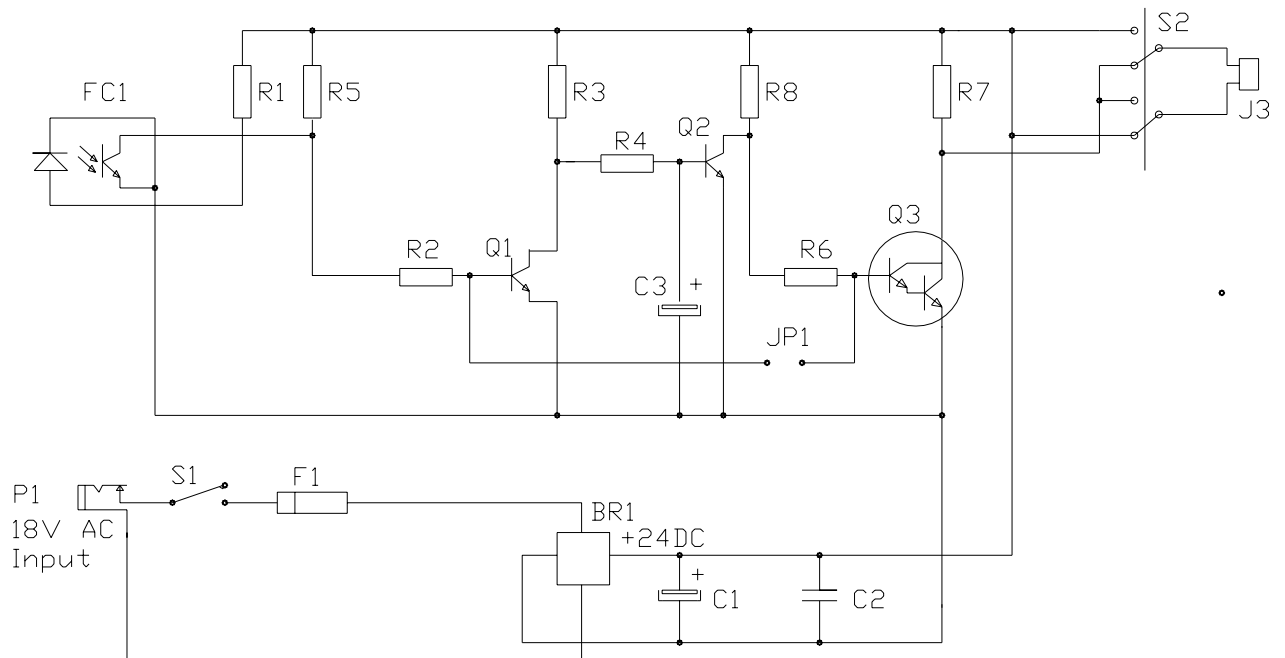 S2
FC1
R1
R5
R3
R8
R7
J3
R4
Q2
Q3
R2
Q1
R6
C3
+
JP1
P1
S1
F1
18V AC
Input
BR1
+24DC
+
C1
C2